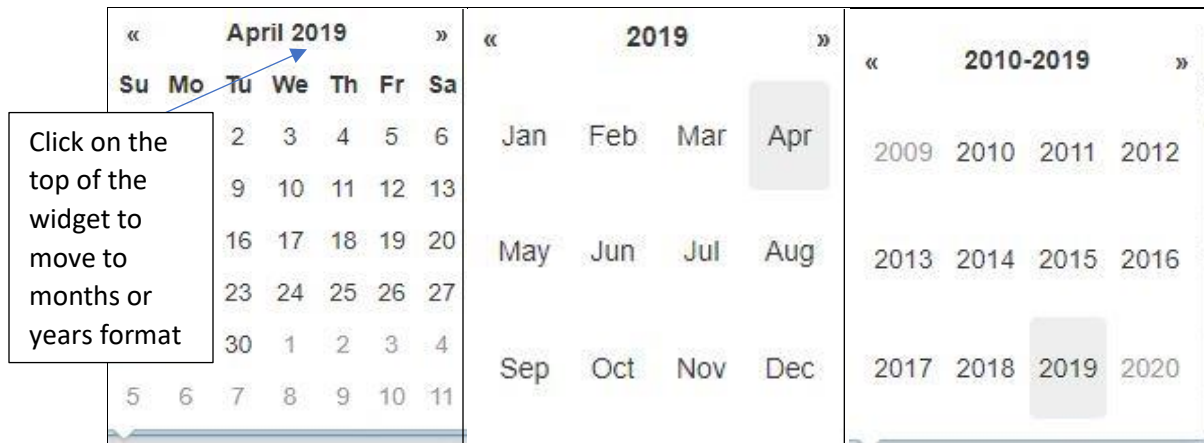 « April 2019 »
Su Mo Tu We Th Fr Sa
2 3 4 5 6
9 10 11 12 13
16 17 18 19 20
23 24 25 26 27
30 1 2 3 4
5 6 7 8 9 10 11
Click on the
top of the
widget to
move to
months or
years format
« 2019 »
Jan Feb Mar Apr
May Jun Jul Aug
Sep Oct Nov Dec
« 2010-2019 »
2009 2010 2011 2012
2013 2014 2015 2016
2017 2018 2019 2020